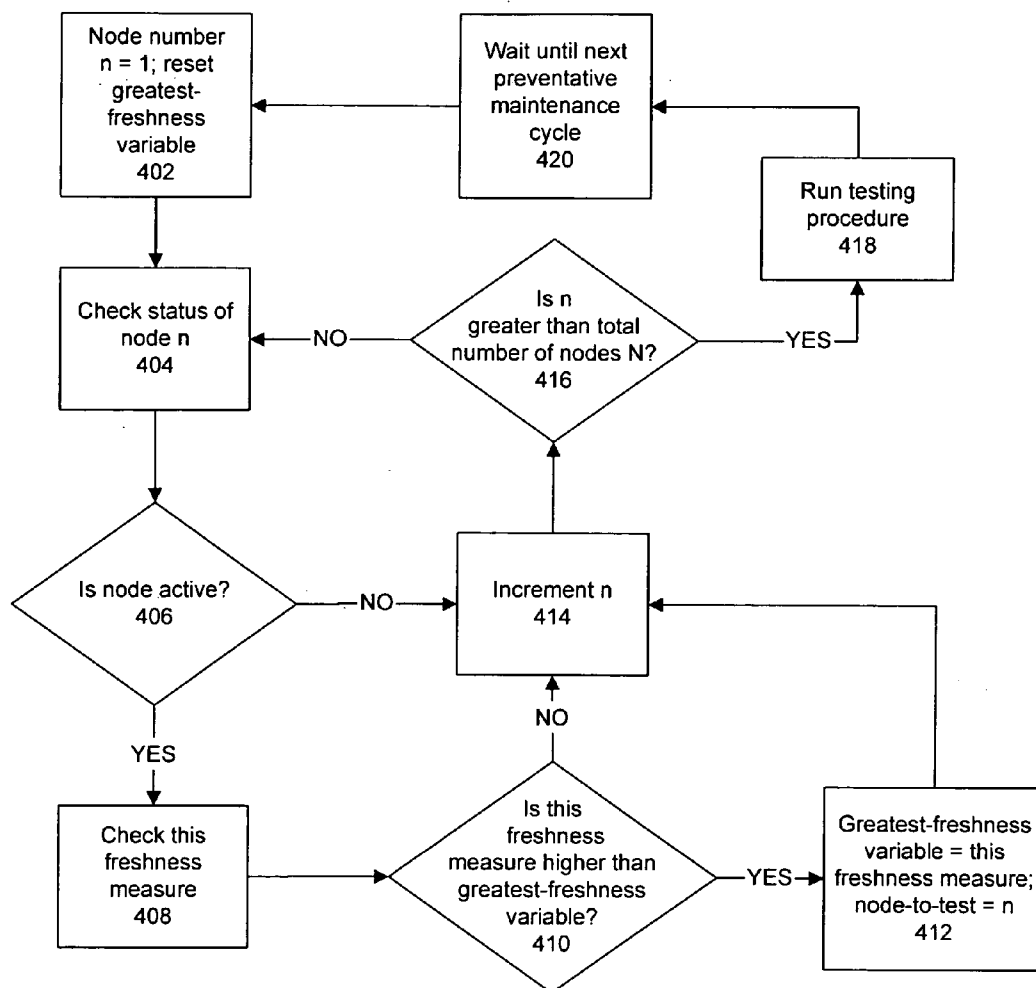 Node number
n = 1; reset
greatest-
freshness
variable
402
Wait until next
preventative
maintenance
cycle
420
Run testing
procedure
418
Check status of
node n
404
NO
Is n
greater than total
number of nodes N?
416
YES
Is node active?
406
NO
Increment n
414
YES
NO
Check this
freshness
measure
408
Is this
freshness
measure higher than
greatest-freshness
variable?
410
YES
Greatest-freshness
variable = this
freshness measure;
node-to-test = n
412